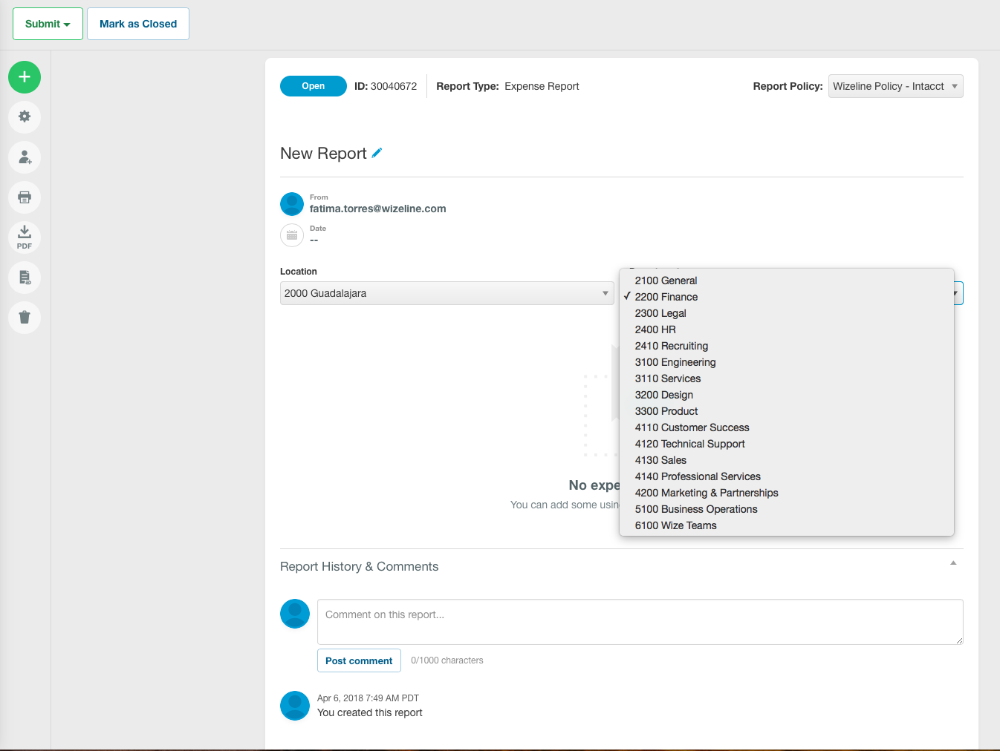 Submit
Mark as Closed
Open ID: 30040672 Report Type: Expense Report Report Policy: Wizeline Policy - Intacct
New Report
From
fatima.torres@wizeline.com
Date
--
PDF
Location
2000 Guadalajara
2100 General
✓ 2200 Finance
2300 Legal
2400 HR
2410 Recruiting
3100 Engineering
3110 Services
3200 Design
3300 Product
4110 Customer Success
4120 Technical Support
4130 Sales
4140 Professional Services
4200 Marketing & Partnerships
5100 Business Operations
6100 Wize Teams
No expe
You can add some usin
Report History & Comments
Comment on this report...
Post comment 0/1000 characters
Apr 6, 2018 7:49 AM PDT
You created this report